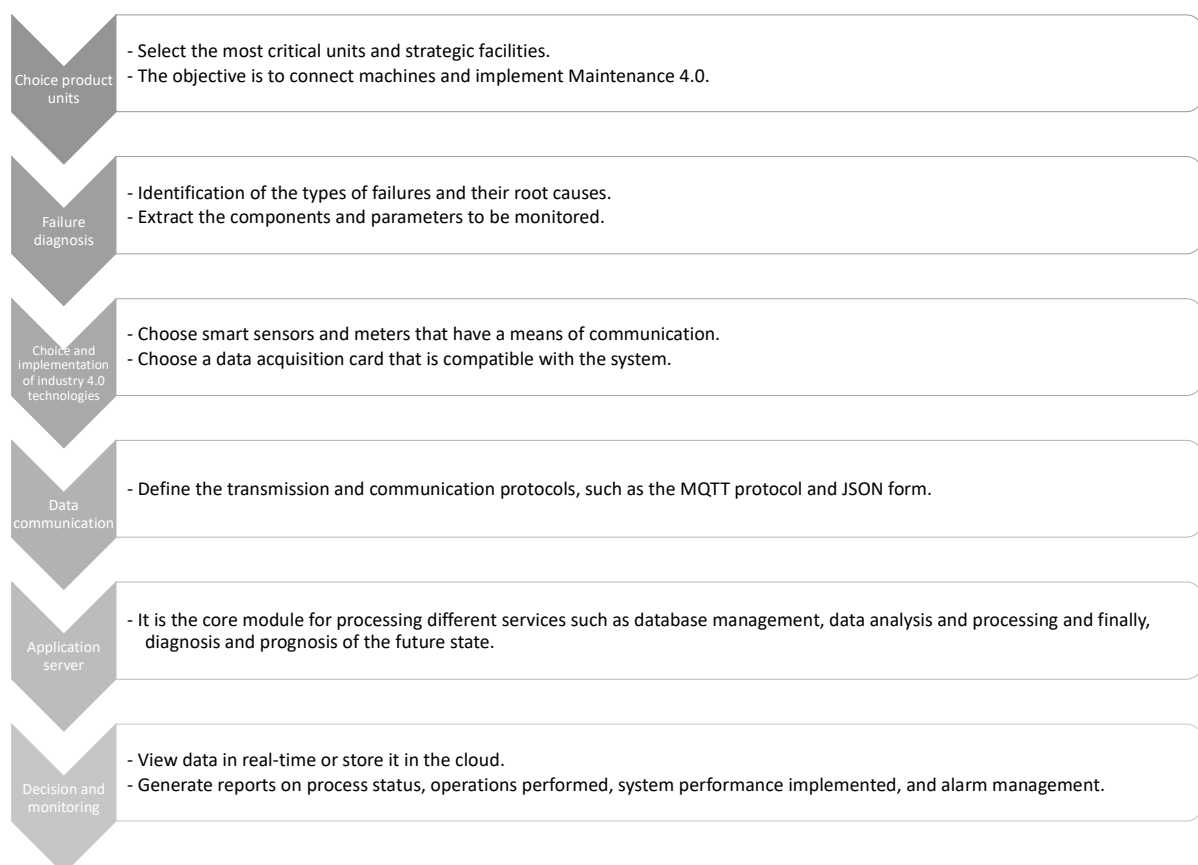 Choice product
units
- Select the most critical units and strategic facilities.
- The objective is to connect machines and implement Maintenance 4.0.
Failure
diagnosis
- Identification of the types of failures and their root causes.
- Extract the components and parameters to be monitored.
Choice and
implementation
of industry 4.0
technologies
- Choose smart sensors and meters that have a means of communication.
- Choose a data acquisition card that is compatible with the system.
Data
communication
- Define the transmission and communication protocols, such as the MQTT protocol and JSON form.
Application
server
- It is the core module for processing different services such as database management, data analysis and processing and finally,
diagnosis and prognosis of the future state.
Decision and
monitoring
- View data in real-time or store it in the cloud.
- Generate reports on process status, operations performed, system performance implemented, and alarm management.